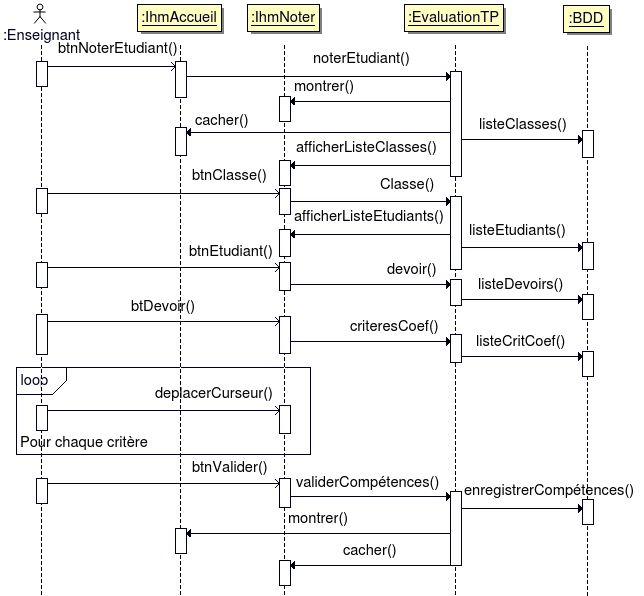 :IhmAccueil
:IhmNoter
:EvaluationTP
:BDD
:Enseignant
btnNoterEtudiant()
noterEtudiant()
montrer()
cacher()
listeClasses()
afficherListeClasses()
btnClasse()
Classe()
afficherListeEtudiants()
listeEtudiants()
btnEtudiant()
devoir()
listeDevoirs()
btDevoir()
criteresCoef()
listeCritCoef()
loop
deplacerCurseur()
Pour chaque critère
btnValider()
validerCompétences()
enregistrerCompétences()
montrer()
cacher()